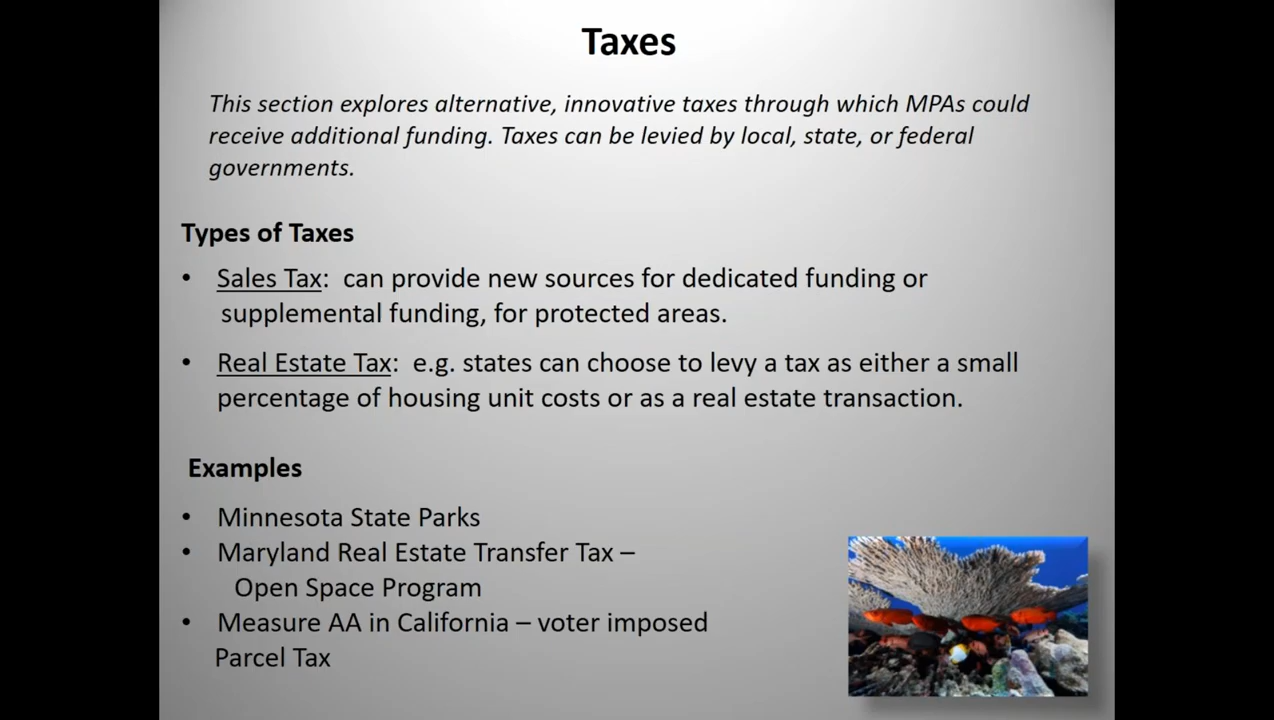 Taxes
This section explores alternative, innovative taxes through which MPAs could
receive additional funding. Taxes can be levied by local, state, or federal
governments.
Types of Taxes
• Sales Tax: can provide new sources for dedicated funding or
supplemental funding, for protected areas.
• Real Estate Tax: e.g. states can choose to levy a tax as either a small
percentage of housing unit costs or as a real estate transaction.
Examples
• Minnesota State Parks
• Maryland Real Estate Transfer Tax –
Open Space Program
• Measure AA in California – voter imposed
Parcel Tax